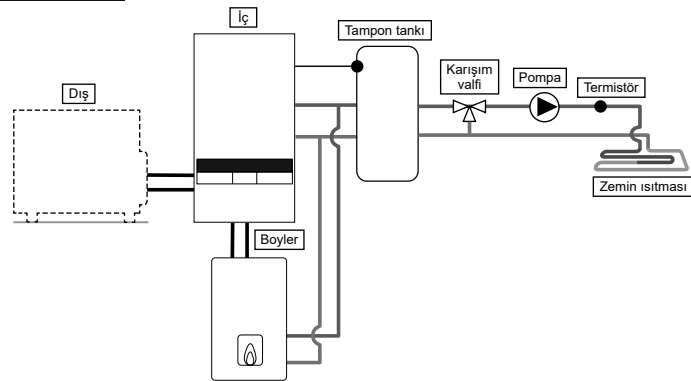 İç
Tampon tankı
Karışım
valfi
Pompa
Termistör
Dış
Zemin ısıtması
Boyler